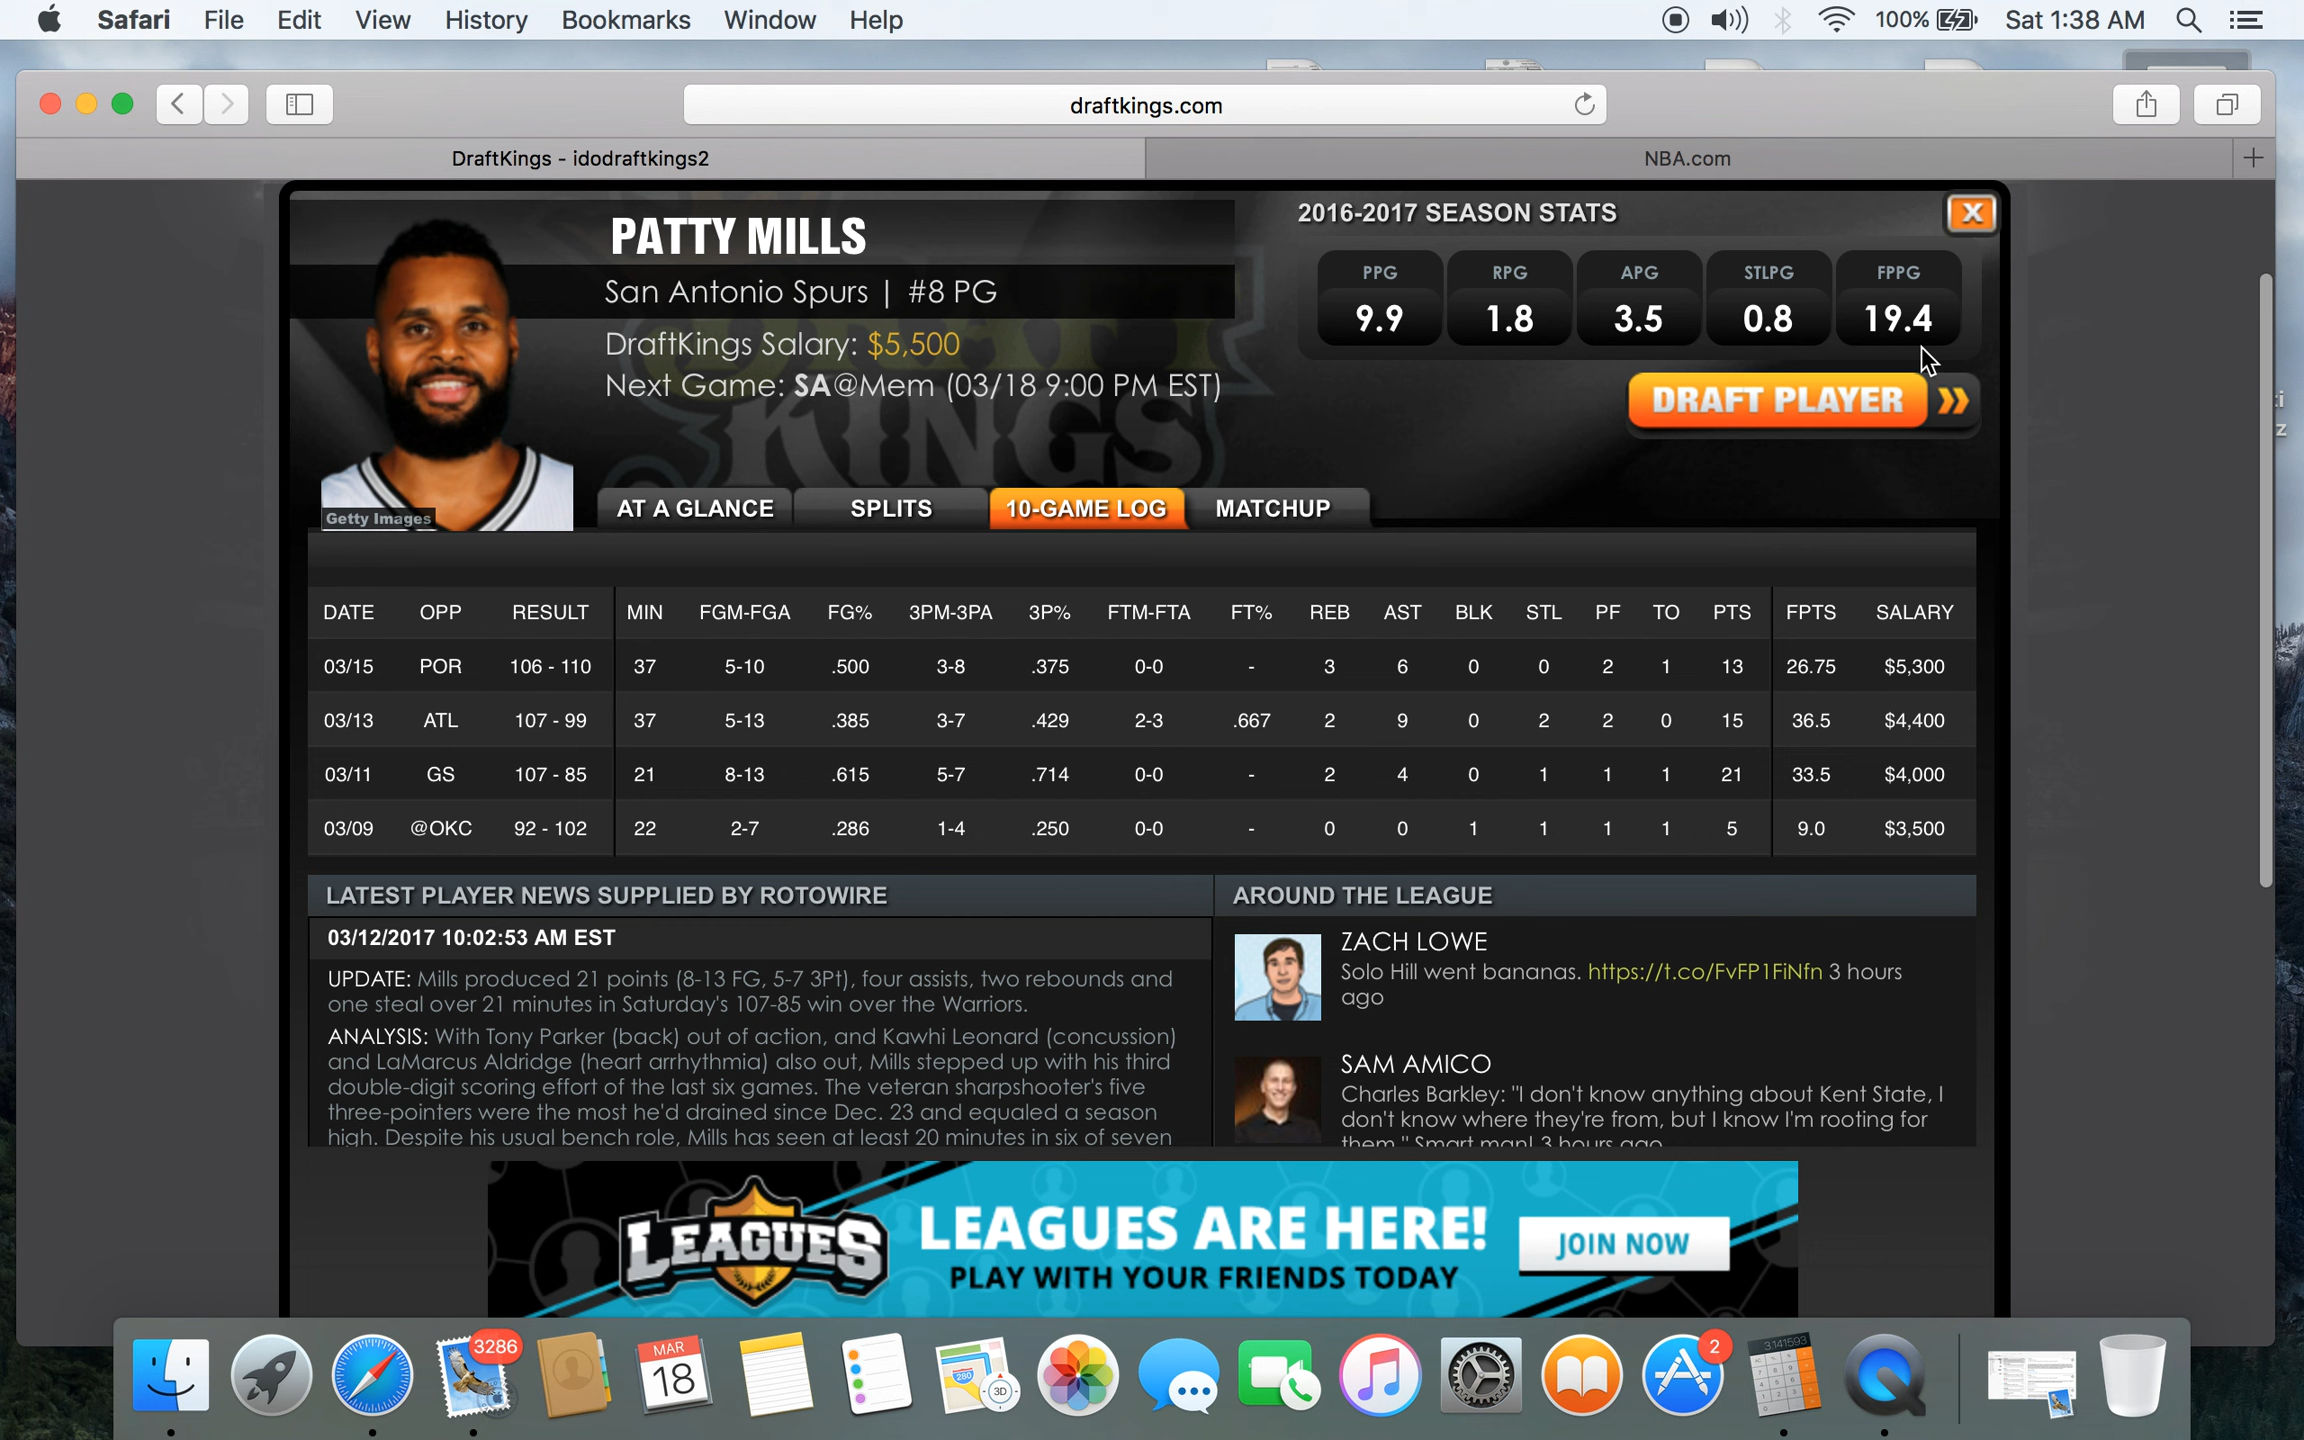 Safari File Edit View History Bookmarks Window Help 100% Sat 1:38 AM
draftkings.com
DraftKings - idodraftkings2 NBA.com
PATTY MILLS
San Antonio Spurs | #8 PG
DraftKings Salary: $5,500
Next Game: SA@Mem (03/18 9:00 PM EST)
Getty Images
2016-2017 SEASON STATS X
PPG RPG APG STLPG FPPG
9.9 1.8 3.5 0.8 19.4
DRAFT PLAYER
AT A GLANCE SPLITS 10-GAME LOG MATCHUP
DATE OPP RESULT MIN FGM-FGA FG% 3PM-3PA 3P% FTM-FTA FT% REB AST BLK STL PF TO PTS FPTS SALARY
03/15 POR 106 - 110 37 5-10 .500 3-8 .375 0-0 - 3 6 0 0 2 1 13 26.75 $5,300
03/13 ATL 107 - 99 37 5-13 .385 3-7 .429 2-3 .667 2 9 0 2 2 0 15 36.5 $4,400
03/11 GS 107 - 85 21 8-13 .615 5-7 .714 0-0 - 2 4 0 1 1 1 21 33.5 $4,000
03/09 @OKC 92 - 102 22 2-7 .286 1-4 .250 0-0 - 0 0 1 1 1 1 5 9.0 $3,500
LATEST PLAYER NEWS SUPPLIED BY ROTOWIRE
03/12/2017 10:02:53 AM EST
UPDATE: Mills produced 21 points (8-13 FG, 5-7 3Pt), four assists, two rebounds and
one steal over 21 minutes in Saturday's 107-85 win over the Warriors.
ANALYSIS: With Tony Parker (back) out of action, and Kawhi Leonard (concussion)
and LaMarcus Aldridge (heart arrhythmia) also out, Mills stepped up with his third
double-digit scoring effort of the last six games. The veteran sharpshooter's five
three-pointers were the most he'd drained since Dec. 23 and equaled a season
high. Despite his usual bench role, Mills has seen at least 20 minutes in six of seven
AROUND THE LEAGUE
ZACH LOWE
Solo Hill went bananas. https://t.co/FvFP1FiNfn 3 hours
ago
SAM AMICO
Charles Barkley: "I don't know anything about Kent State, I
don't know where they're from, but I know I'm rooting for
them." Smart man! 3 hours ago
LEAGUES
LEAGUES ARE HERE!
PLAY WITH YOUR FRIENDS TODAY
JOIN NOW
3286
MAR
18
280
3D
2
3.141593